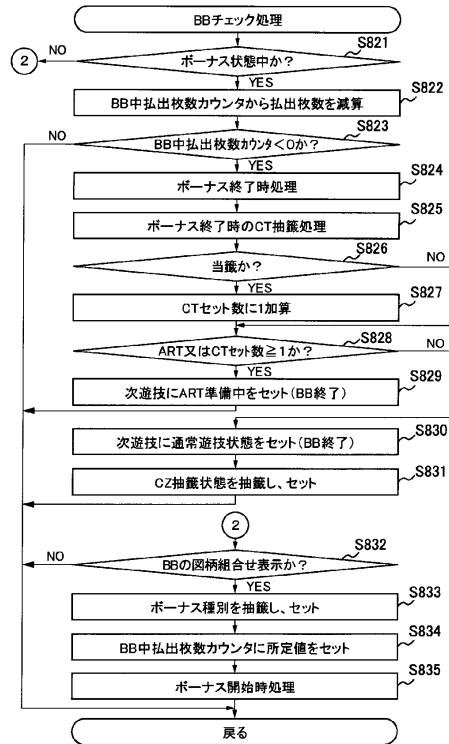 BBチェック処理
S821
ボーナス状態中か?
NO
2
YES
S822
BB中払出枚数カウンタから払出枚数を減算
S823
NO
BB中払出枚数カウンタ<0か?
YES
S824
ボーナス終了時処理
S825
ボーナス終了時のCT抽籤処理
S826
当籤か?
NO
YES
S827
CTセット数に1加算
S828
ART又はCTセット数≧1か?
NO
YES
S829
次遊技にART準備中をセット(BB終了)
S830
次遊技に通常遊技状態をセット(BB終了)
S831
CZ抽籤状態を抽籤し、セット
2
S832
NO
BBの図柄組合せ表示か?
YES
S833
ボーナス種別を抽籤し、セット
S834
BB中払出枚数カウンタに所定値をセット
S835
ボーナス開始時処理
戻る